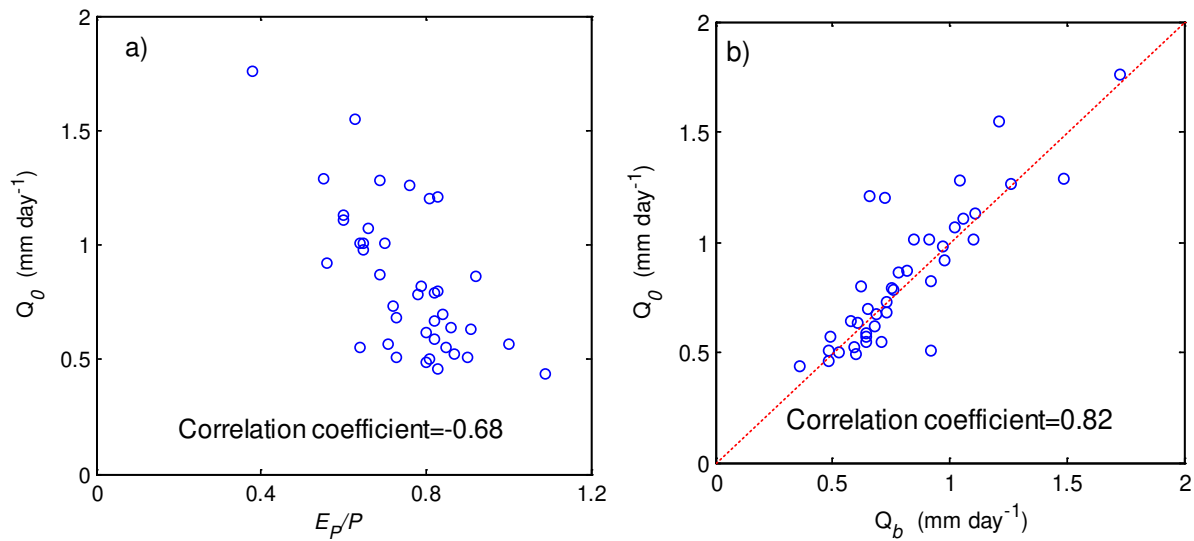 a)
2
1.5
1
0.5
0
Q0 (mm day-1)
0
0.4
0.8
1.2
EP/P
Correlation coefficient=-0.68
b)
2
1.5
1
0.5
0
Q0 (mm day-1)
0
0.5
1
1.5
2
Qb (mm day-1)
Correlation coefficient=0.82